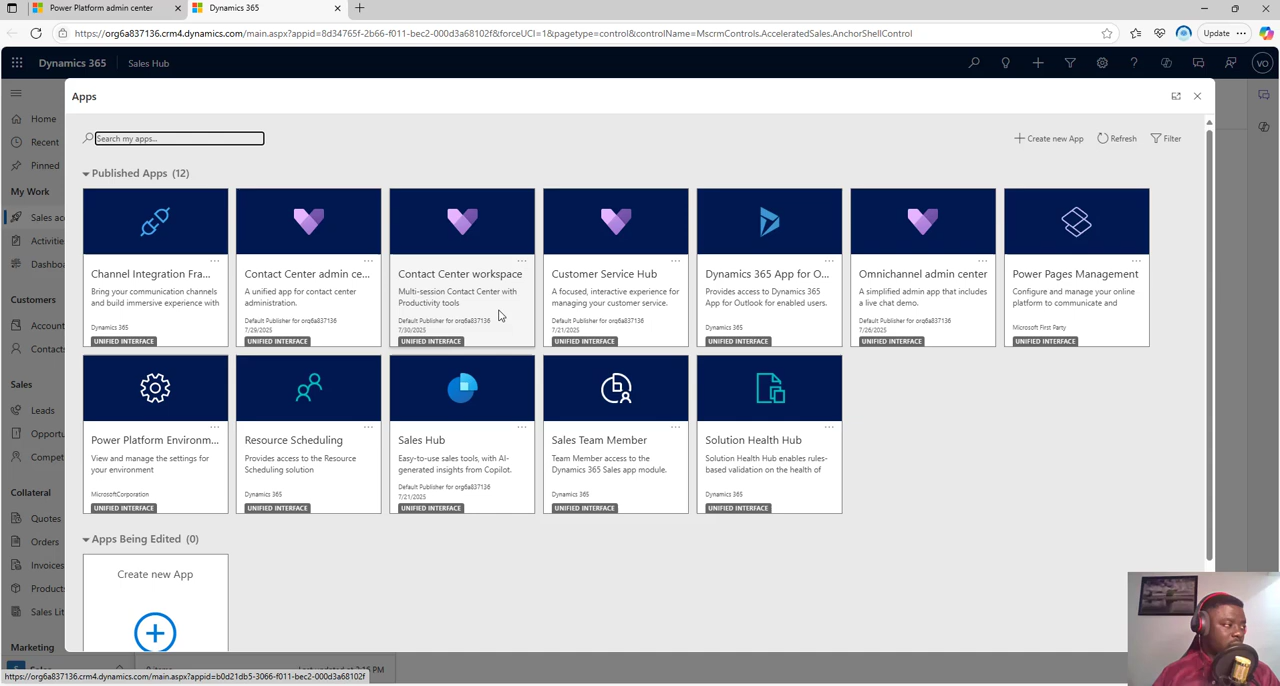 Power Platform admin center
Dynamics 365
https://org6a837136.crm4.dynamics.com/main.aspx?appid=8d34765f-2b66-f011-bec2-000d3a68102f&forceUCI=1&pagetype=control&controlName=MscrmControls.AcceleratedSales.AnchorShellControl
Update
Dynamics 365
Sales Hub
VO
Apps
Search my apps...
Create new App
Refresh
Filter
Home
Recent
Pinned
My Work
Sales acc
Activities
Dashbo
Customers
Account
Contacts
Sales
Leads
Opportu
Compet
Collateral
Quotes
Orders
Invoices
Products
Sales Lit
Marketing
Published Apps (12)
Channel Integration Fra...
Bring your communication channels
and build immersive experience with
Dynamics 365
UNIFIED INTERFACE
Contact Center admin ce...
A unified app for contact center
administration.
Default Publisher for org6a837136
7/29/2025
UNIFIED INTERFACE
Contact Center workspace
Multi-session Contact Center with
Productivity tools
Default Publisher for org6a837136
7/30/2025
UNIFIED INTERFACE
Customer Service Hub
A focused, interactive experience for
managing your customer service.
Default Publisher for org6a837136
7/21/2025
UNIFIED INTERFACE
Dynamics 365 App for O...
Provides access to Dynamics 365
App for Outlook for enabled users.
Dynamics 365
UNIFIED INTERFACE
Omnichannel admin center
A simplified admin app that includes
a live chat demo.
Default Publisher for org6a837136
7/26/2025
UNIFIED INTERFACE
Power Pages Management
Configure and manage your online
platform to communicate and
Microsoft First Party
UNIFIED INTERFACE
Power Platform Environm...
View and manage the settings for
your environment
MicrosoftCorporation
UNIFIED INTERFACE
Resource Scheduling
Provides access to the Resource
Scheduling solution
Dynamics 365
UNIFIED INTERFACE
Sales Hub
Easy-to-use sales tools, with AI-
generated insights from Copilot.
Default Publisher for org6a837136
7/21/2025
UNIFIED INTERFACE
Sales Team Member
Team Member access to the
Dynamics 365 Sales app module.
Dynamics 365
UNIFIED INTERFACE
Solution Health Hub
Solution Health Hub enables rules-
based validation on the health of
Dynamics 365
UNIFIED INTERFACE
Apps Being Edited (0)
Create new App
https://org6a837136.crm4.dynamics.com/main.aspx?appid=b0d21db5-3066-f011-bec2-000d3a68102f